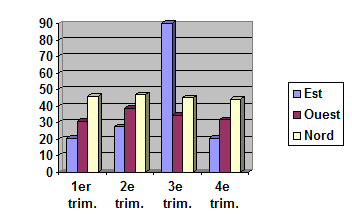 90
80
70
60
50
40
30
20
10
0
1er trim.
2e trim.
3e trim.
4e trim.
Est
Ouest
Nord